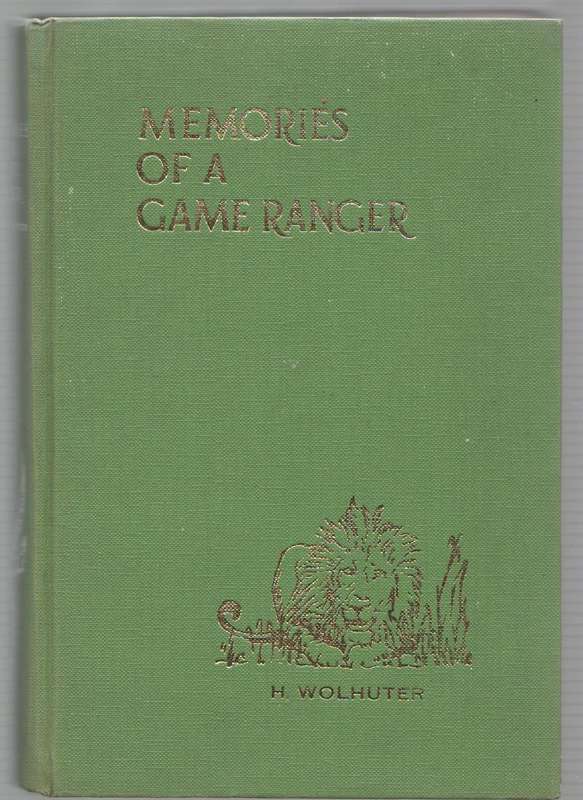 MEMORIES
OF A
GAME RANGER
H. WOLHUTER